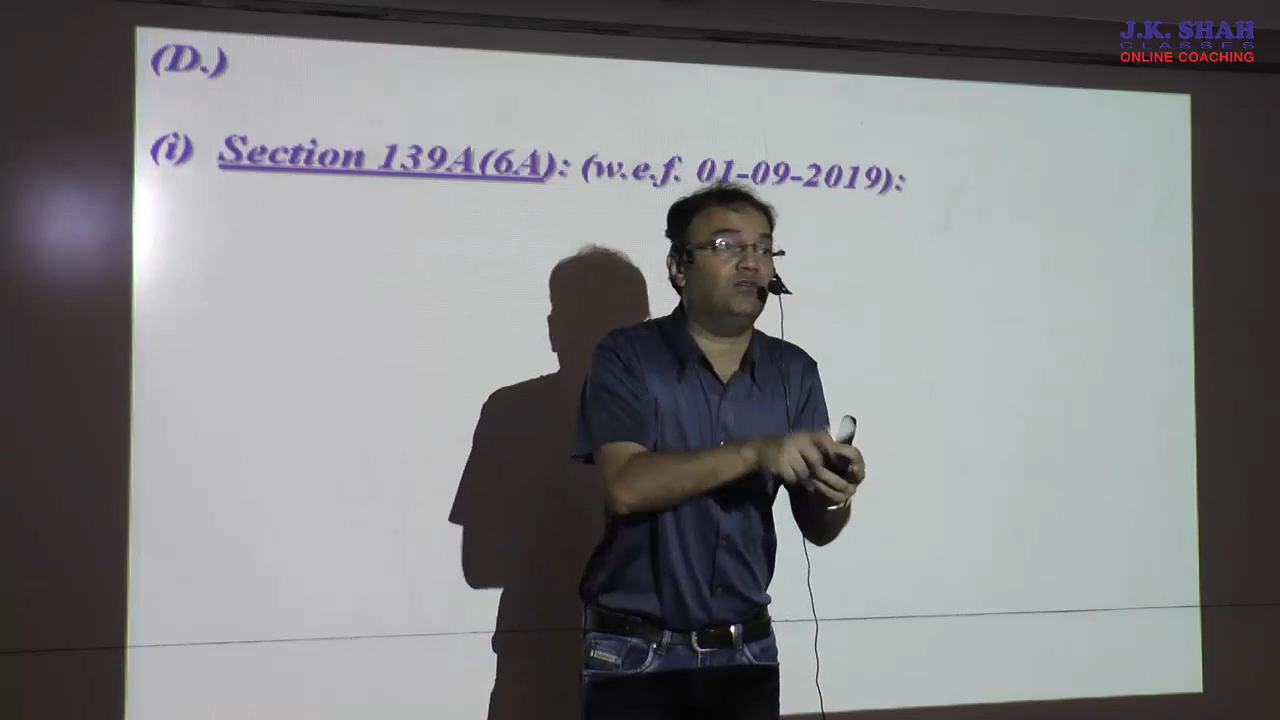 J.K. SHAH
CLASSES
ONLINE COACHING
(D.)
(i) Section 139A(6A): (w.e.f. 01-09-2019):